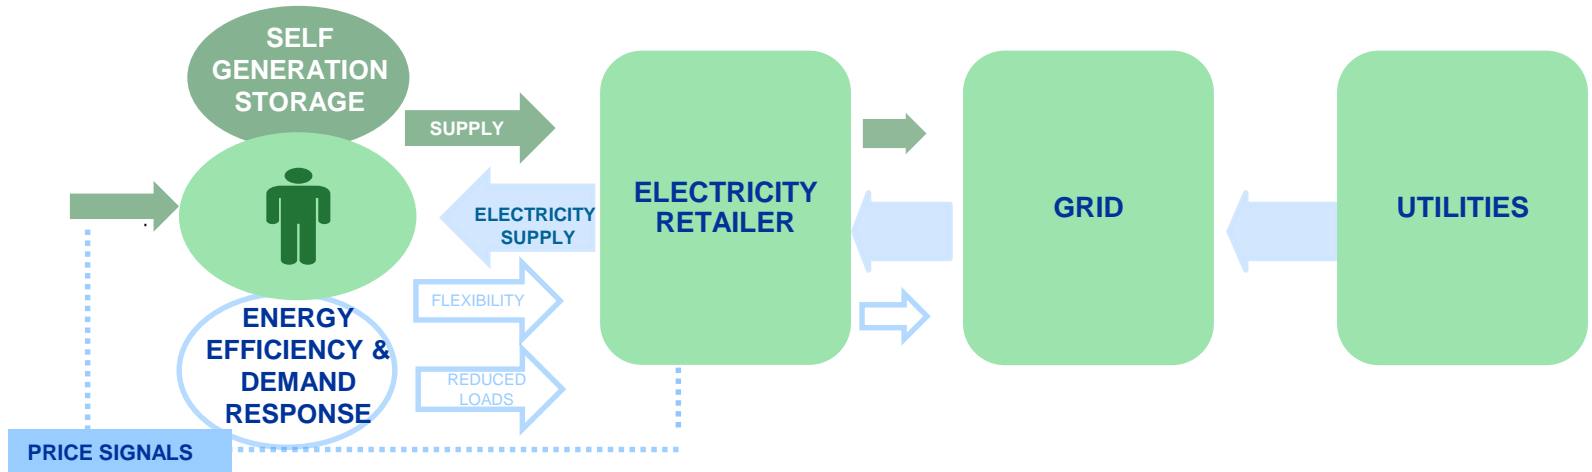 SELF
GENERATION
STORAGE
SUPPLY
ELECTRICITY
SUPPLY
FLEXIBILITY
REDUCED
LOADS
ENERGY
EFFICIENCY &
DEMAND
RESPONSE
PRICE SIGNALS
ELECTRICITY
RETAILER
GRID
UTILITIES
.